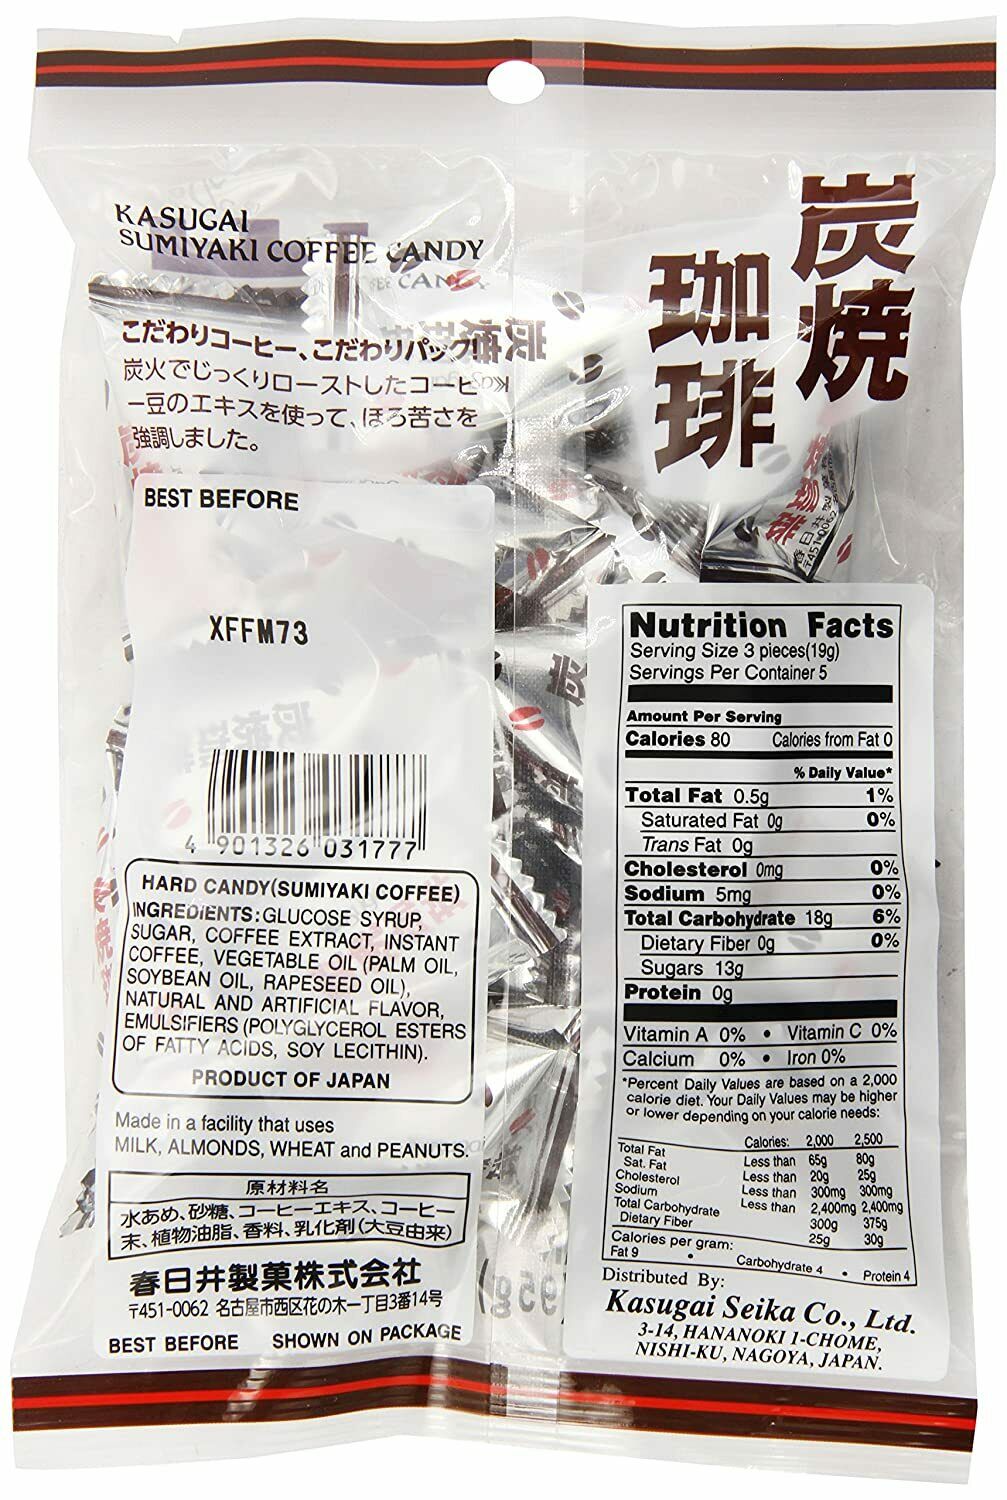 KASUGAI
SUMIYAKI COFFEE CANDY
炭焼
珈琲
こだわりコーヒー、こだわりパック!
炭火でじっくりローストしたコーヒ
ー豆のエキスを使って、ほろ苦さを
強調しました。
BEST BEFORE
XFFM73
4 901326 031777
HARD CANDY(SUMIYAKI COFFEE)
INGREDIENTS:GLUCOSE SYRUP,
SUGAR, COFFEE EXTRACT, INSTANT
COFFEE, VEGETABLE OIL (PALM OIL,
SOYBEAN OIL, RAPESEED OIL),
NATURAL AND ARTIFICIAL FLAVOR,
EMULSIFIERS (POLYGLYCEROL ESTERS
OF FATTY ACIDS, SOY LECITHIN).
PRODUCT OF JAPAN
Made in a facility that uses
MILK, ALMONDS, WHEAT and PEANUTS.
原材料名
水あめ、砂糖、コーヒーエキス、コーヒー
末、植物油脂、香料、乳化剤(大豆由来)
春日井製菓株式会社
〒451-0062 名古屋市西区花の木一丁目3番14号
BEST BEFORE SHOWN ON PACKAGE
Nutrition Facts
Serving Size 3 pieces(19g)
Servings Per Container 5
Amount Per Serving
Calories 80 Calories from Fat 0
% Daily Value*
Total Fat 0.5g 1%
Saturated Fat 0g 0%
Trans Fat 0g
Cholesterol 0mg 0%
Sodium 5mg 0%
Total Carbohydrate 18g 6%
Dietary Fiber 0g 0%
Sugars 13g
Protein 0g
Vitamin A 0% • Vitamin C 0%
Calcium 0% • Iron 0%
*Percent Daily Values are based on a 2,000
calorie diet. Your Daily Values may be higher
or lower depending on your calorie needs:
Calories: 2,000 2,500
Total Fat Less than 65g 80g
Sat. Fat Less than 20g 25g
Cholesterol Less than 300mg 300mg
Sodium Less than 2,400mg 2,400mg
Total Carbohydrate 300g 375g
Dietary Fiber 25g 30g
Calories per gram:
Fat 9 • Carbohydrate 4 • Protein 4
Distributed By:
Kasugai Seika Co., Ltd.
3-14, HANANOKI 1-CHOME,
NISHI-KU, NAGOYA, JAPAN.